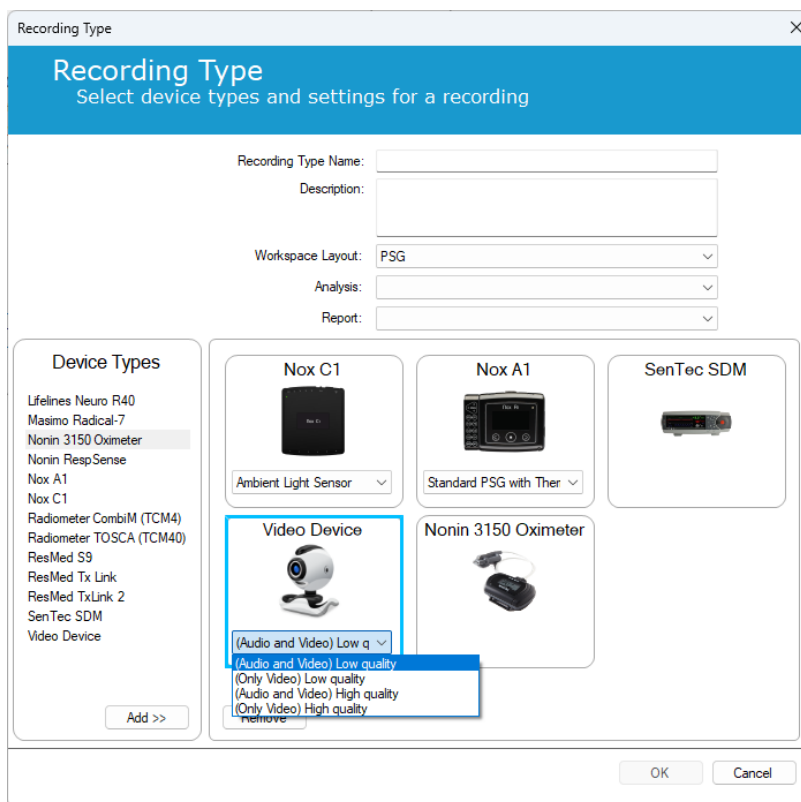 Recording Type
Recording Type
Select device types and settings for a recording
Recording Type Name:
Description:
Workspace Layout: PSG
Analysis:
Report:
Device Types
Lifelines Neuro R40
Masimo Radical-7
Nonin 3150 Oximeter
Nonin RespSense
Nox A1
Nox C1
Radiometer CombiM (TCM4)
Radiometer TOSCA (TCM40)
ResMed S9
ResMed Tx Link
ResMed TxLink 2
SenTec SDM
Video Device
Add >>
Nox C1
Nox C1
Ambient Light Sensor
Nox A1
Standard PSG with Ther
SenTec SDM
Video Device
(Audio and Video) Low q
(Audio and Video) Low quality
(Only Video) Low quality
(Audio and Video) High quality
(Only Video) High quality
Nonin 3150 Oximeter
Remove
OK
Cancel